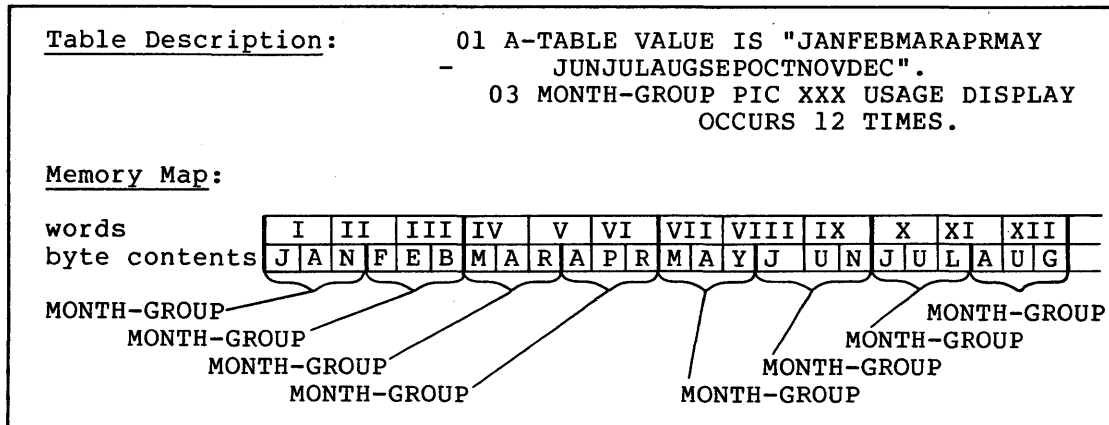 Table Description: 01 A-TABLE VALUE IS "JANFEBMARAPRMAY
- JUNJULAUGSEPOCTNOVDEC".
03 MONTH-GROUP PIC XXX USAGE DISPLAY
OCCURS 12 TIMES.
Memory Map:
words I II III IV V VI VII VIII IX X XI XII
byte contents J A N F E B M A R A P R M A Y J U N J U L A U G
MONTH-GROUP MONTH-GROUP
MONTH-GROUP MONTH-GROUP
MONTH-GROUP MONTH-GROUP
MONTH-GROUP MONTH-GROUP